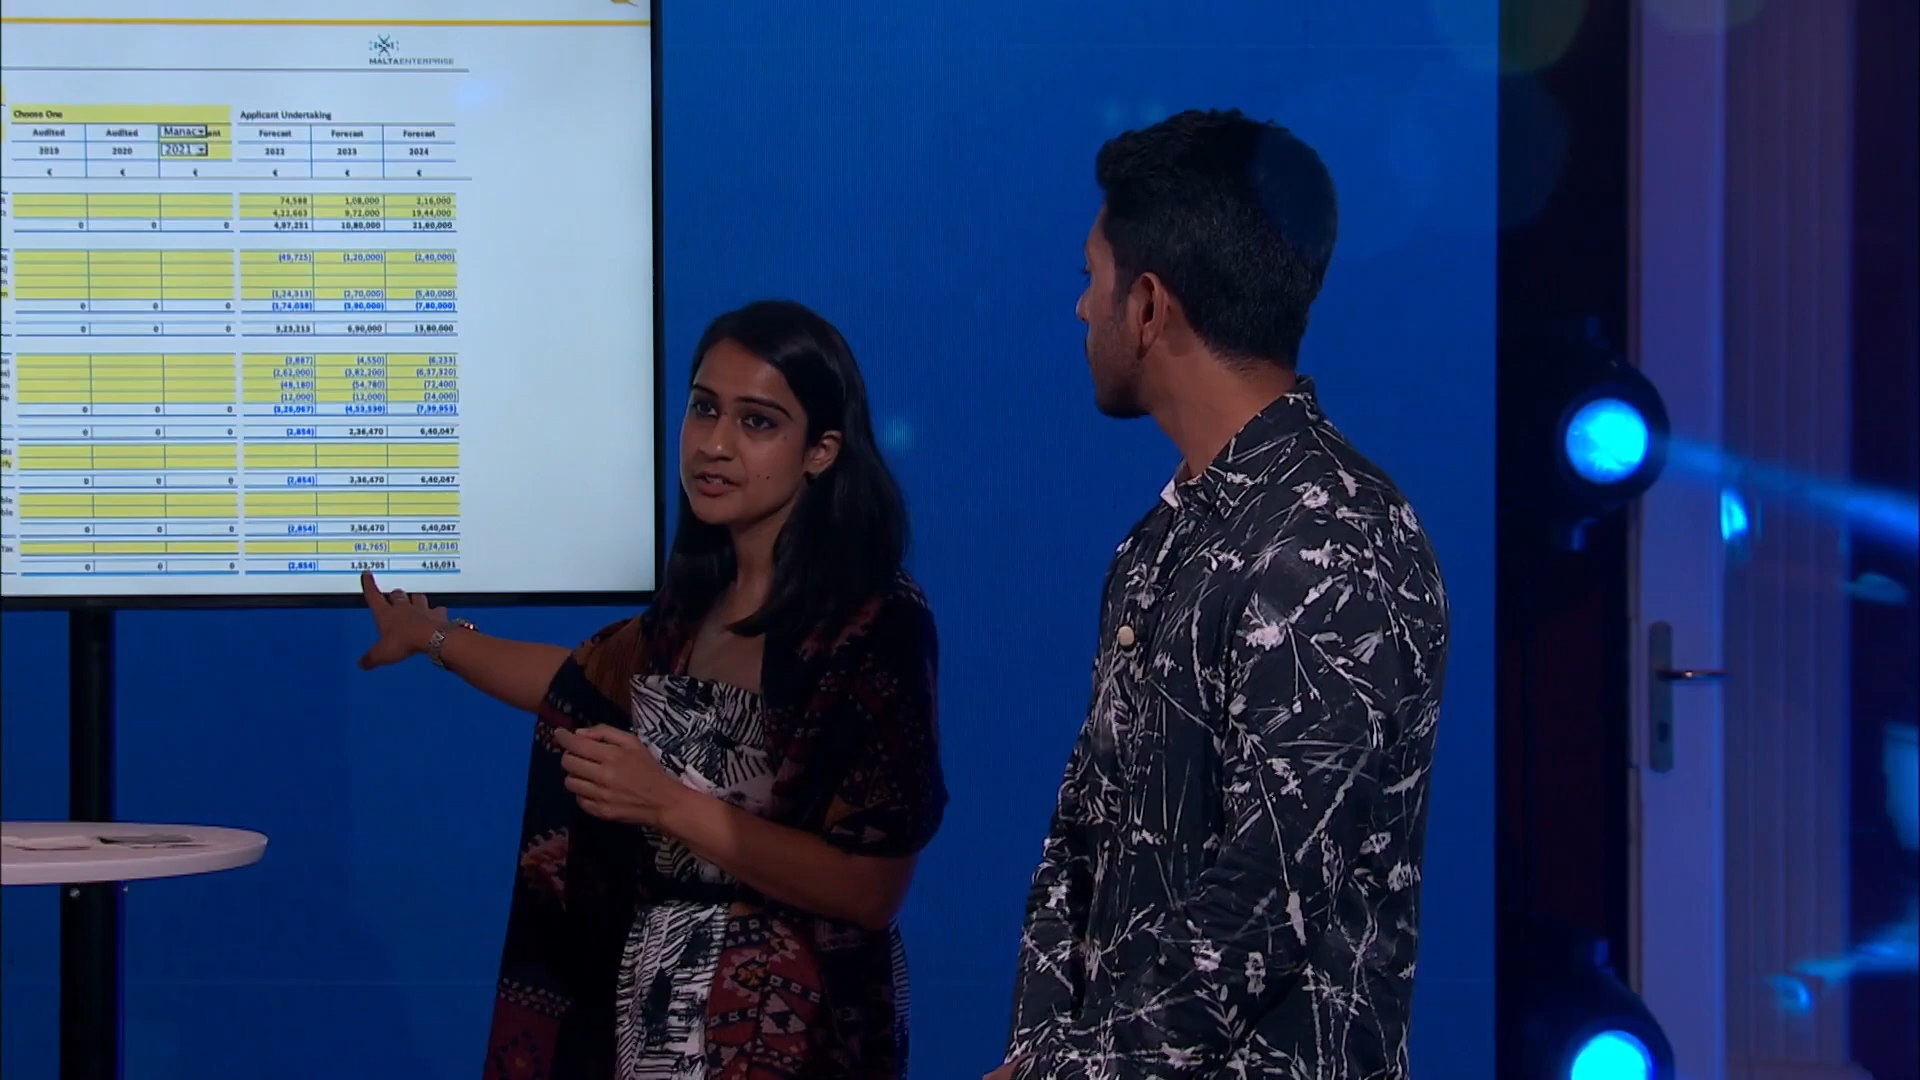 MALTAENTERPRISE
Choose One Applicant Undertaking
Audited Audited Manac ent Forecast Forecast Forecast
2019 2020 2021 2022 2023 2024
€ € € € € €
74,588 1,08,000 2,16,000
4,22,663 9,72,000 19,44,000
0 0 0 4,97,251 10,80,000 21,60,000
(49,725) (1,20,000) (2,40,000)
(1,24,313) (2,70,000) (5,40,000)
0 0 0 (1,74,038) (3,90,000) (7,80,000)
0 0 0 3,23,213 6,90,000 13,80,000
(3,887) (4,550) (6,233)
(2,62,000) (3,82,200) (6,37,320)
(48,180) (54,780) (72,400)
(12,000) (12,000) (24,000)
0 0 0 (3,26,067) (4,53,530) (7,39,953)
0 0 0 (2,854) 2,36,470 6,40,047
0 0 0 (2,854) 2,36,470 6,40,047
0 0 0 (2,854) 2,36,470 6,40,047
Tax (82,765) (2,24,016)
0 0 0 (2,854) 1,53,705 4,16,031